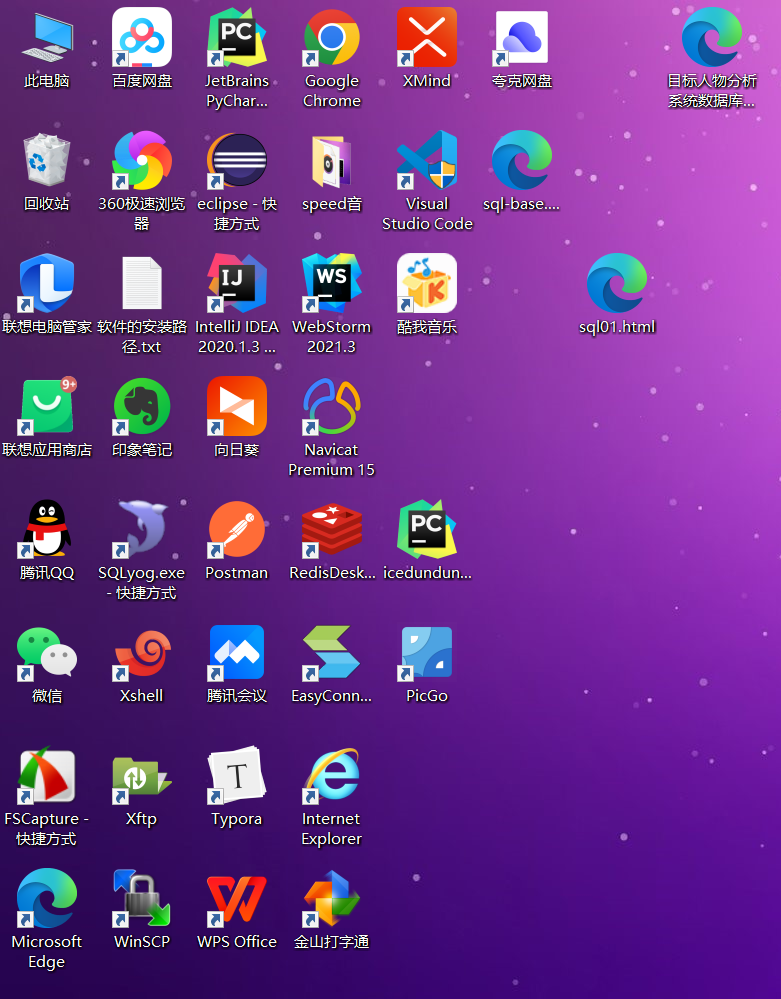 此电脑
百度网盘
PC
JetBrains
PyChar...
Google
Chrome
XMind
夸克网盘
目标人物分析
系统数据库...
回收站
360极速浏览
器
eclipse - 快
捷方式
speed音
Visual
Studio Code
sql-base....
联想电脑管家
软件的安装路
径.txt
IJ
IntelliJ IDEA
2020.1.3 ...
WS
WebStorm
2021.3
酷我音乐
sql01.html
9+
联想应用商店
印象笔记
向日葵
Navicat
Premium 15
腾讯QQ
SQLyog.exe
- 快捷方式
Postman
RedisDesk...
PC
icedundun...
微信
Xshell
腾讯会议
EasyConn...
PicGo
FSCapture -
快捷方式
Xftp
T
Typora
Internet
Explorer
Microsoft
Edge
WinSCP
WPS Office
金山打字通